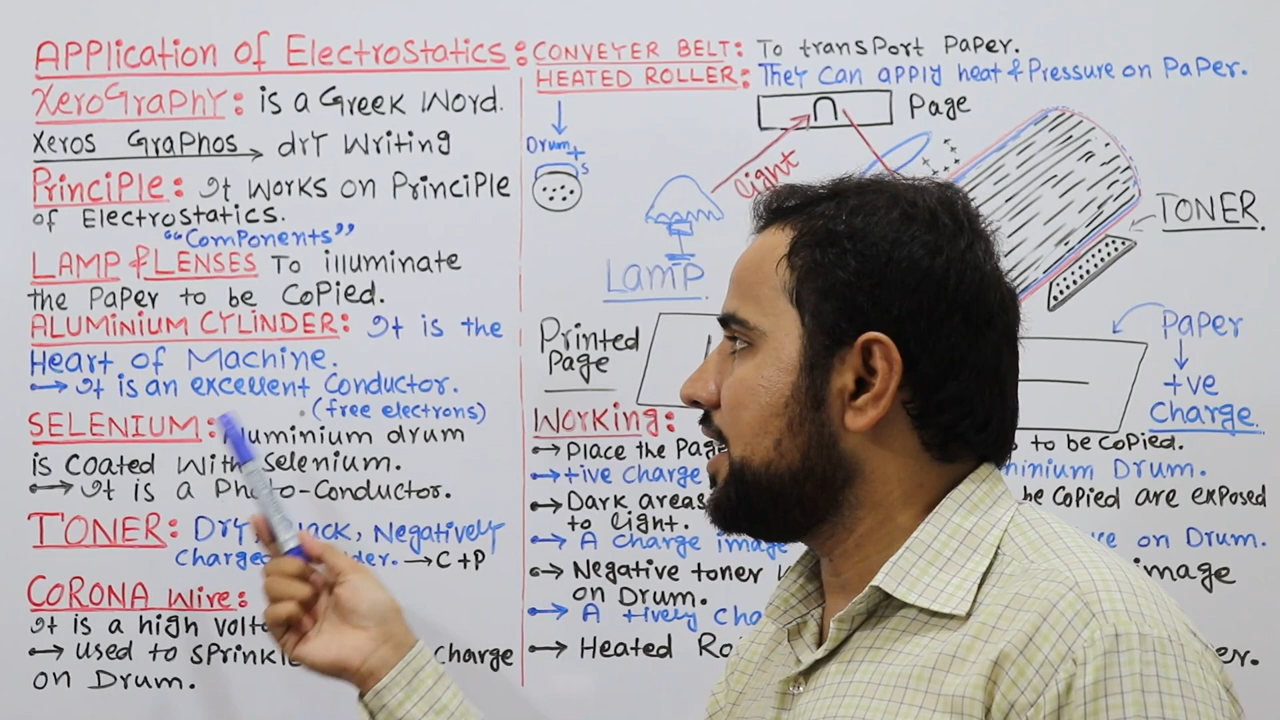 APPlication of Electrostatics:
XeroGraPhY: is a Greek Word.
Xeros GraPhos → drY Writing
PrinciPle: It works on PrinciPle
of Electrostatics.
"ComPonents"
LAMP & LENSES To illuminate
the PaPer to be CoPied.
ALUMINIUM CYLINDER: It is the
Heart of Machine.
→ It is an excellent Conductor.
(free electrons)
SELENIUM: Aluminium drum
is Coated With Selenium.
→ It is a Photo-Conductor.
TONER: DrY, Black, Negatively
Charged Powder. → C+P
CORONA Wire:
It is a high
→ Used to SPrinkle Charge
on Drum.
CONVEYER BELT: To transPort PaPer.
HEATED ROLLER: TheY Can aPPlY heat & Pressure on PaPer.
Page
Drum
+
S
Light
LAMP
TONER
Printed
Page
PaPer
+ve
Charge
Working:
→ Place the Page to be CoPied.
→ +ive Charge Drum.
→ Dark areas be CoPied are exPosed
to Light.
→ A Charge image on Drum.
→ Negative toner image
on Drum.
→ A +ively
→ Heated